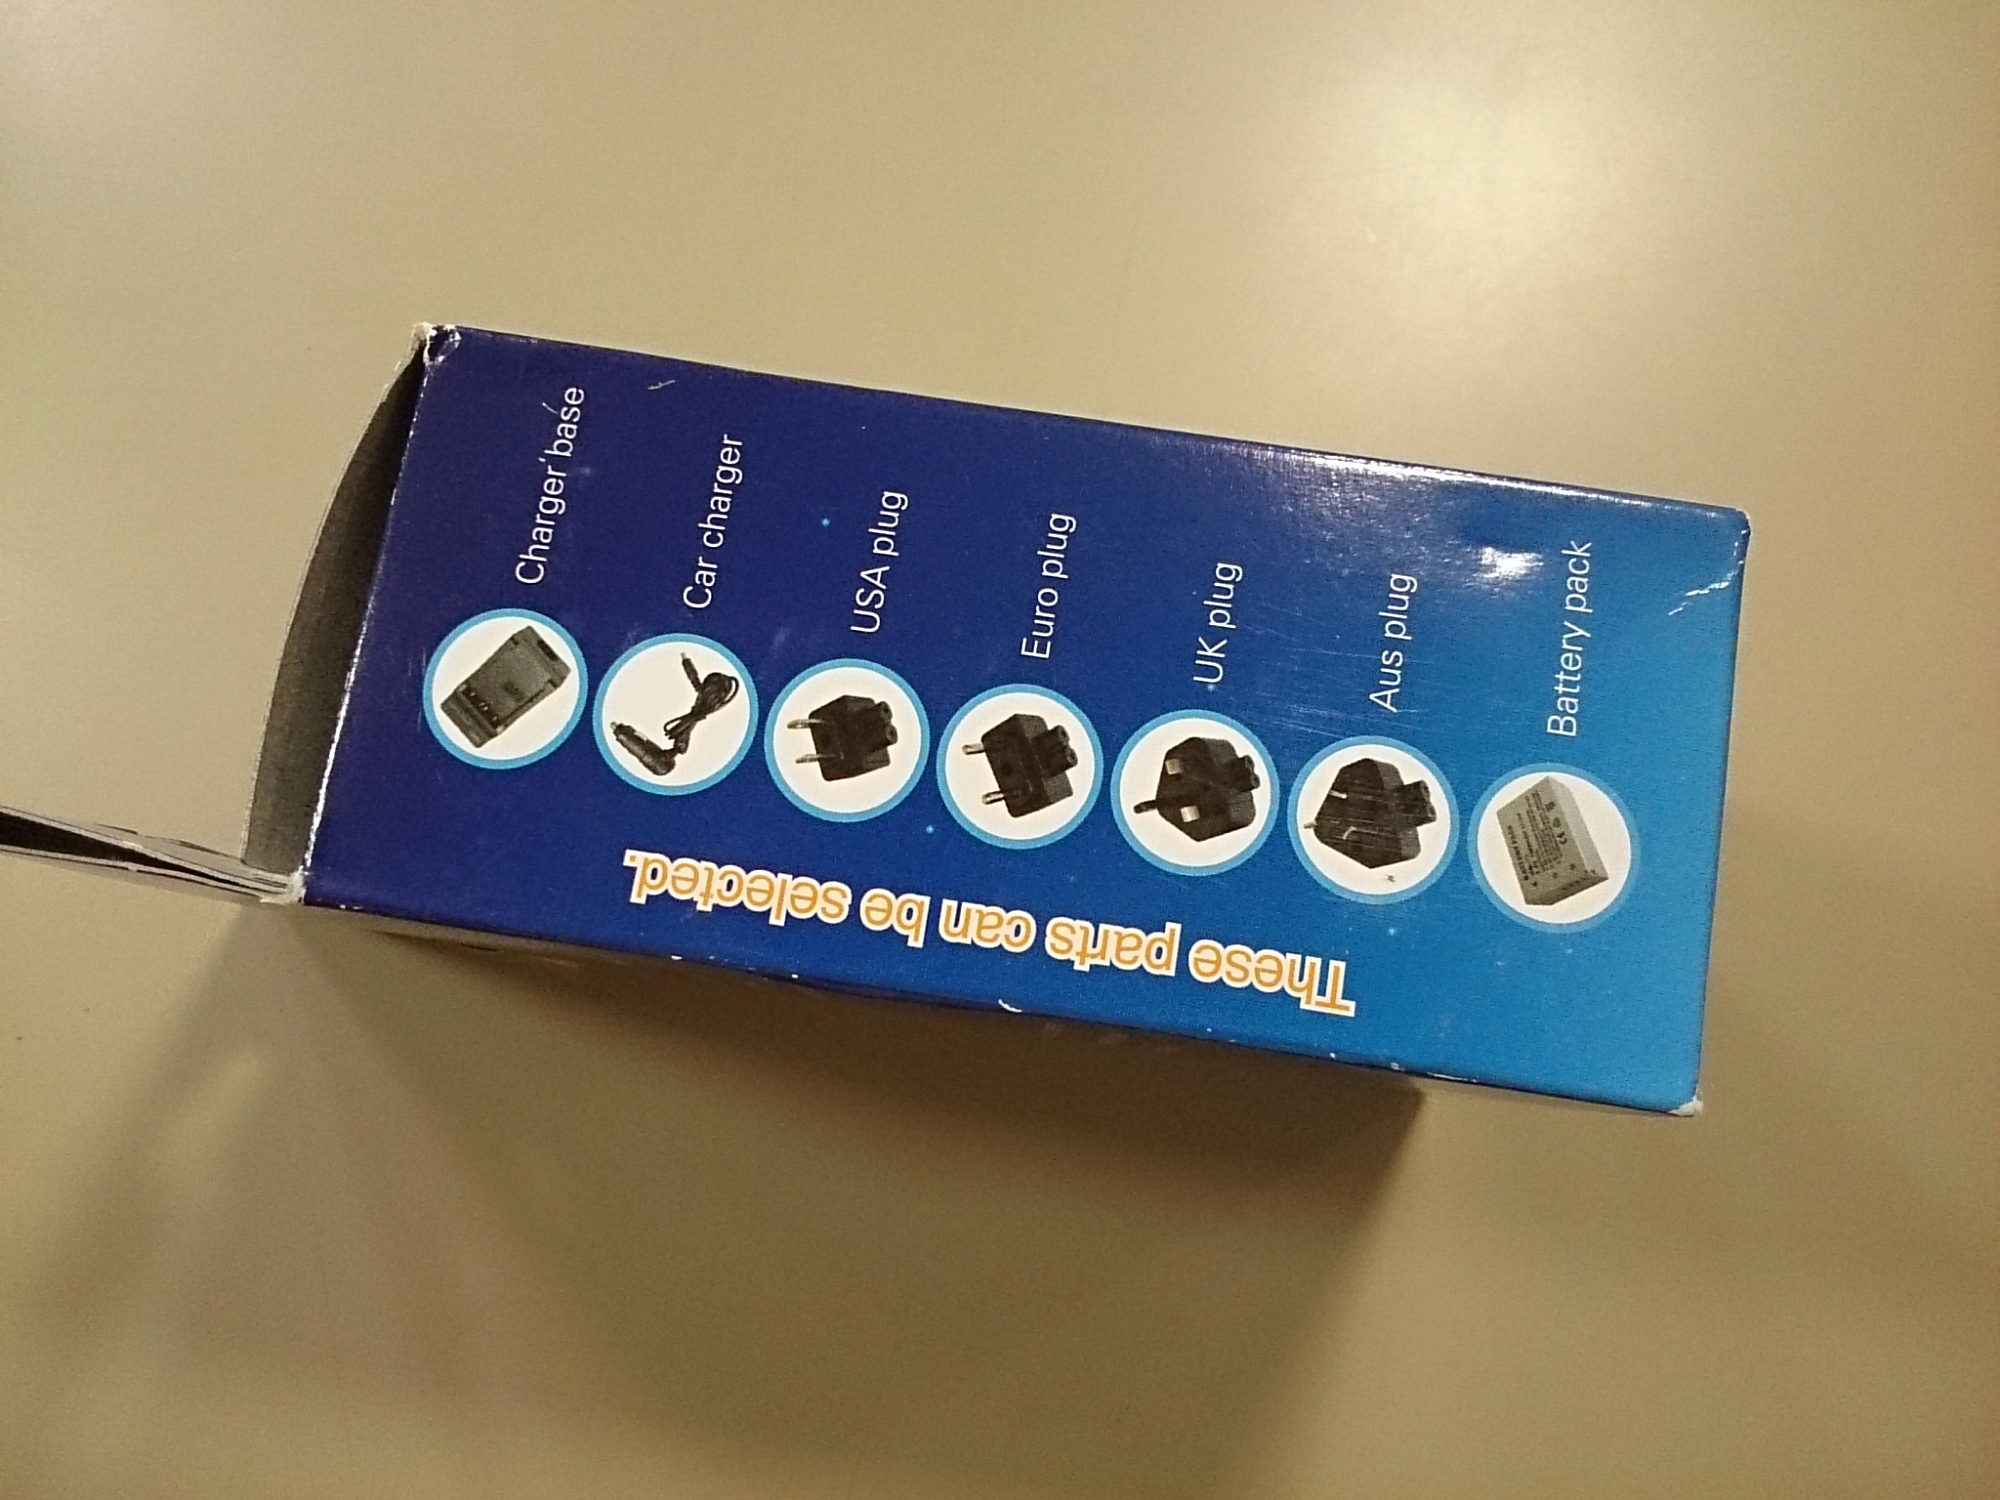 These parts can be selected.
Charger base
Car charger
USA plug
Euro plug
UK plug
Aus plug
Battery pack